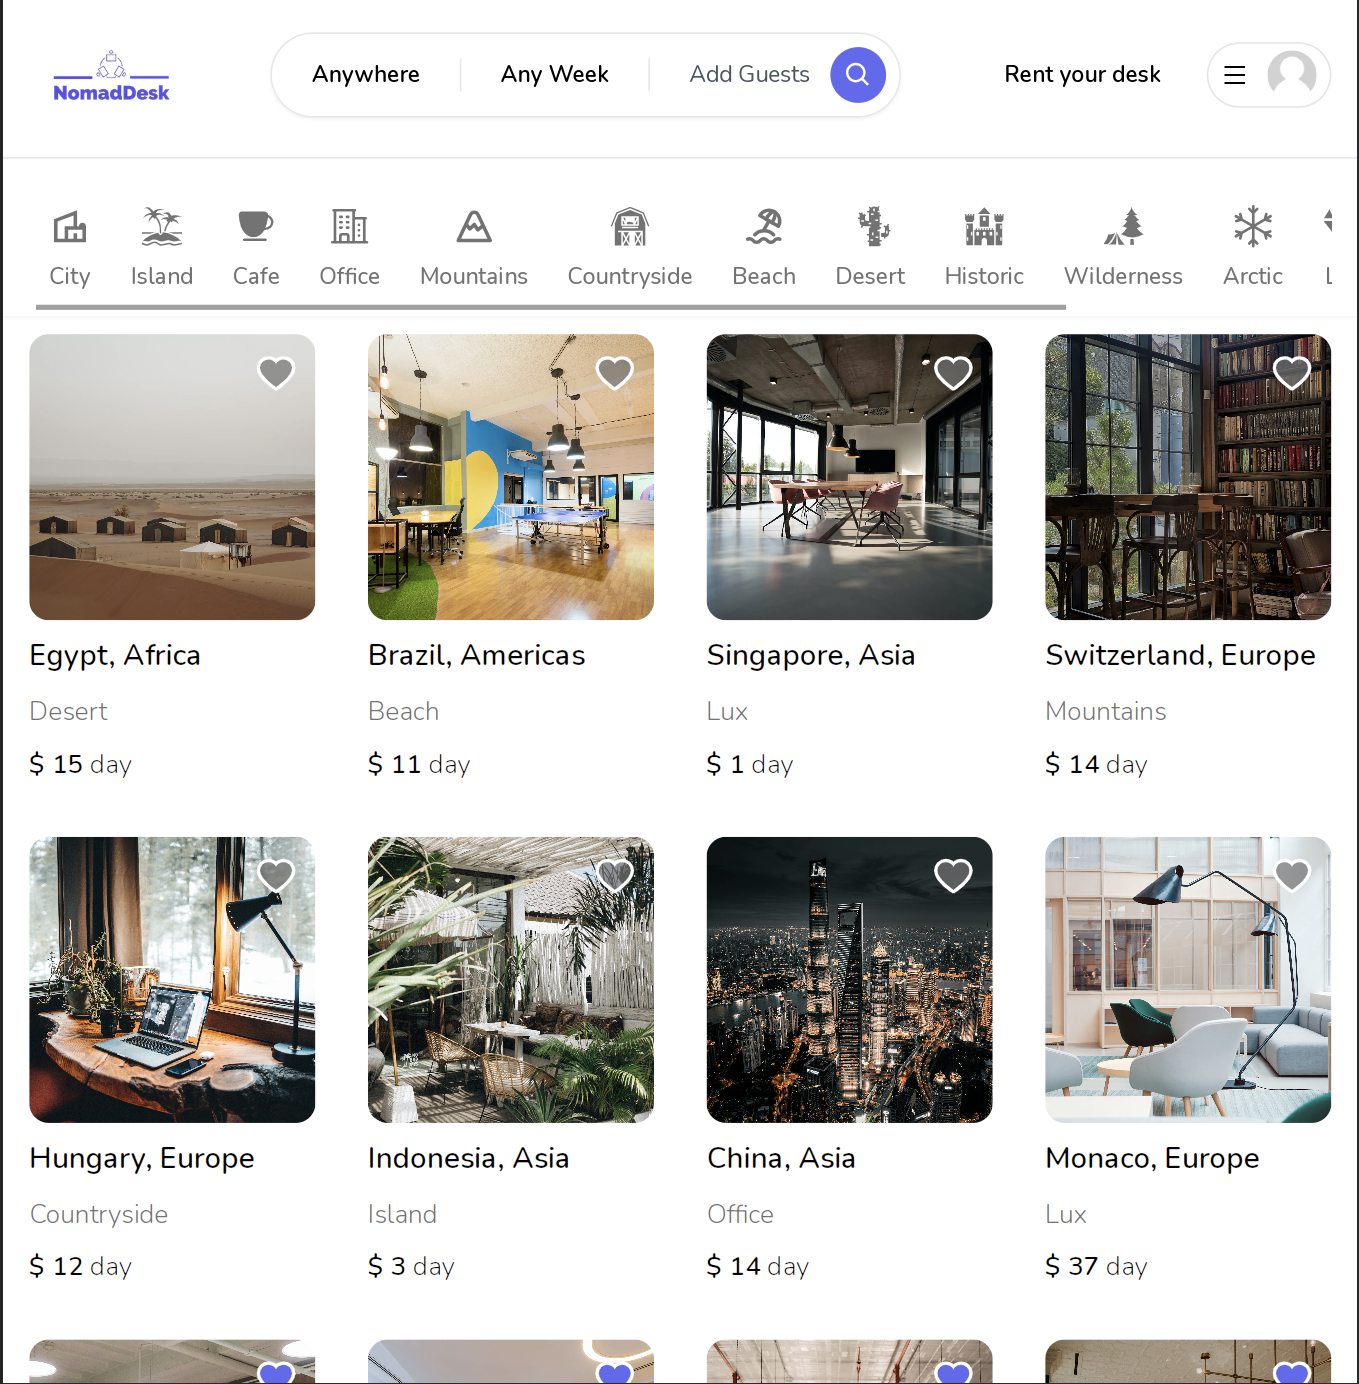 NomadDesk
Anywhere
Any Week
Add Guests
Rent your desk
City
Island
Cafe
Office
Mountains
Countryside
Beach
Desert
Historic
Wilderness
Arctic
Egypt, Africa
Desert
$ 15 day
Brazil, Americas
Beach
$ 11 day
Singapore, Asia
Lux
$ 1 day
Switzerland, Europe
Mountains
$ 14 day
Hungary, Europe
Countryside
$ 12 day
Indonesia, Asia
Island
$ 3 day
China, Asia
Office
$ 14 day
Monaco, Europe
Lux
$ 37 day